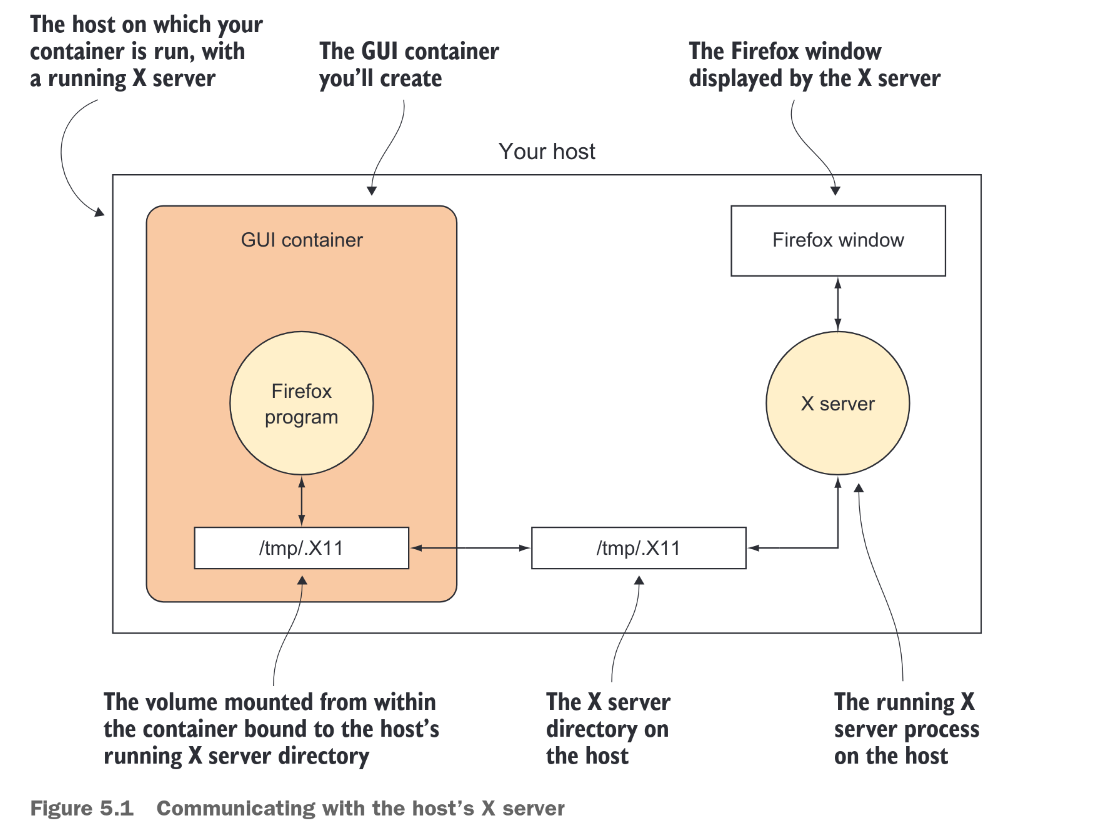 The host on which your
container is run, with
a running X server
The GUI container
you'll create
The Firefox window
displayed by the X server
Your host
GUI container
Firefox window
Firefox
program
X server
/tmp/.X11
/tmp/.X11
The volume mounted from within
the container bound to the host's
running X server directory
The X server
directory on
the host
The running X
server process
on the host
Figure 5.1 Communicating with the host's X server